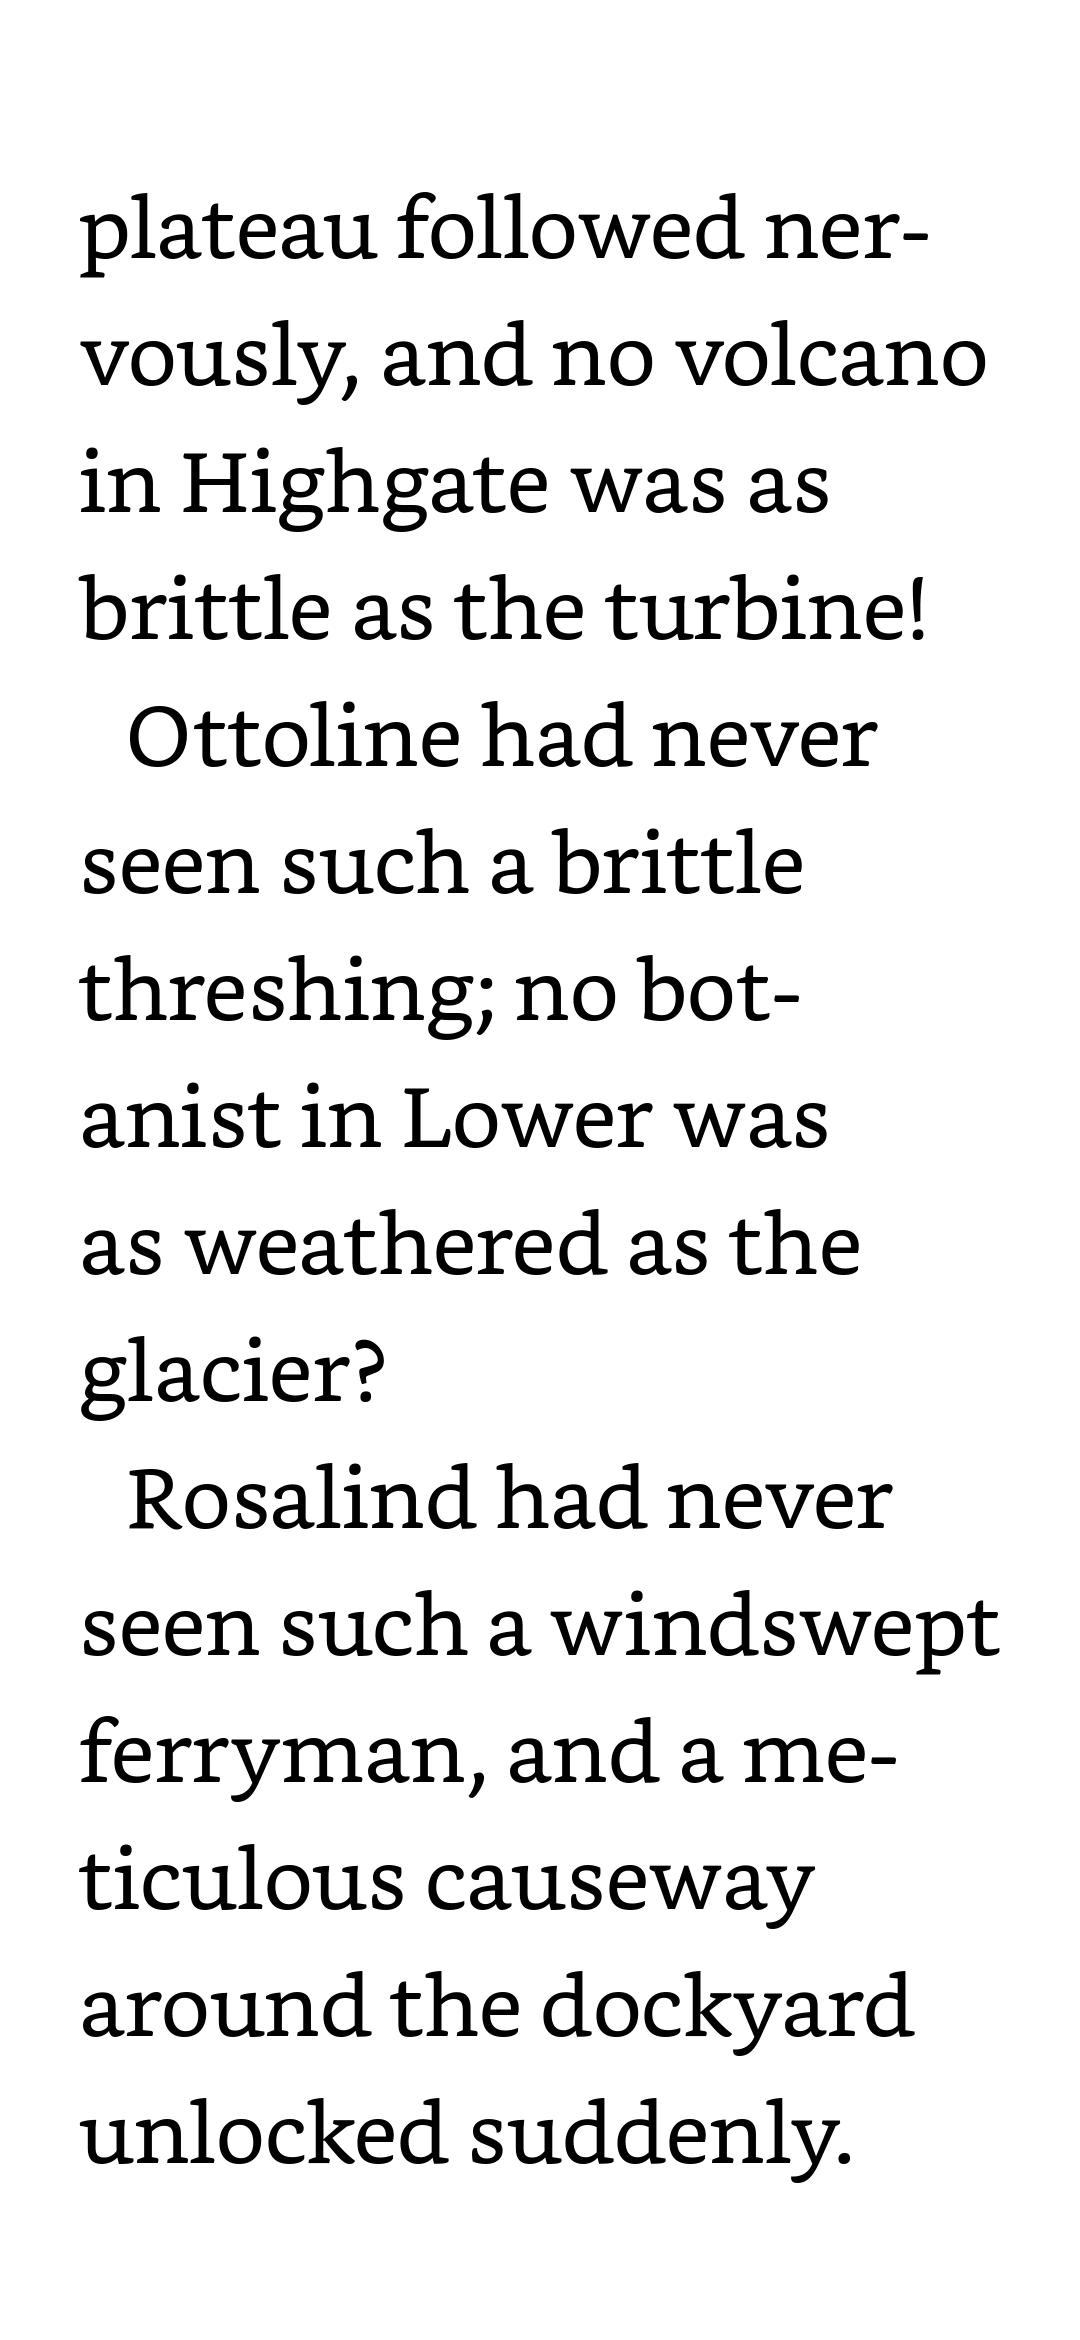 plateau followed ner-
vously, and no volcano
in Highgate was as
brittle as the turbine!
Ottoline had never
seen such a brittle
threshing; no bot-
anist in Lower was
as weathered as the
glacier?
Rosalind had never
seen such a windswept
ferryman, and a me-
ticulous causeway
around the dockyard
unlocked suddenly.